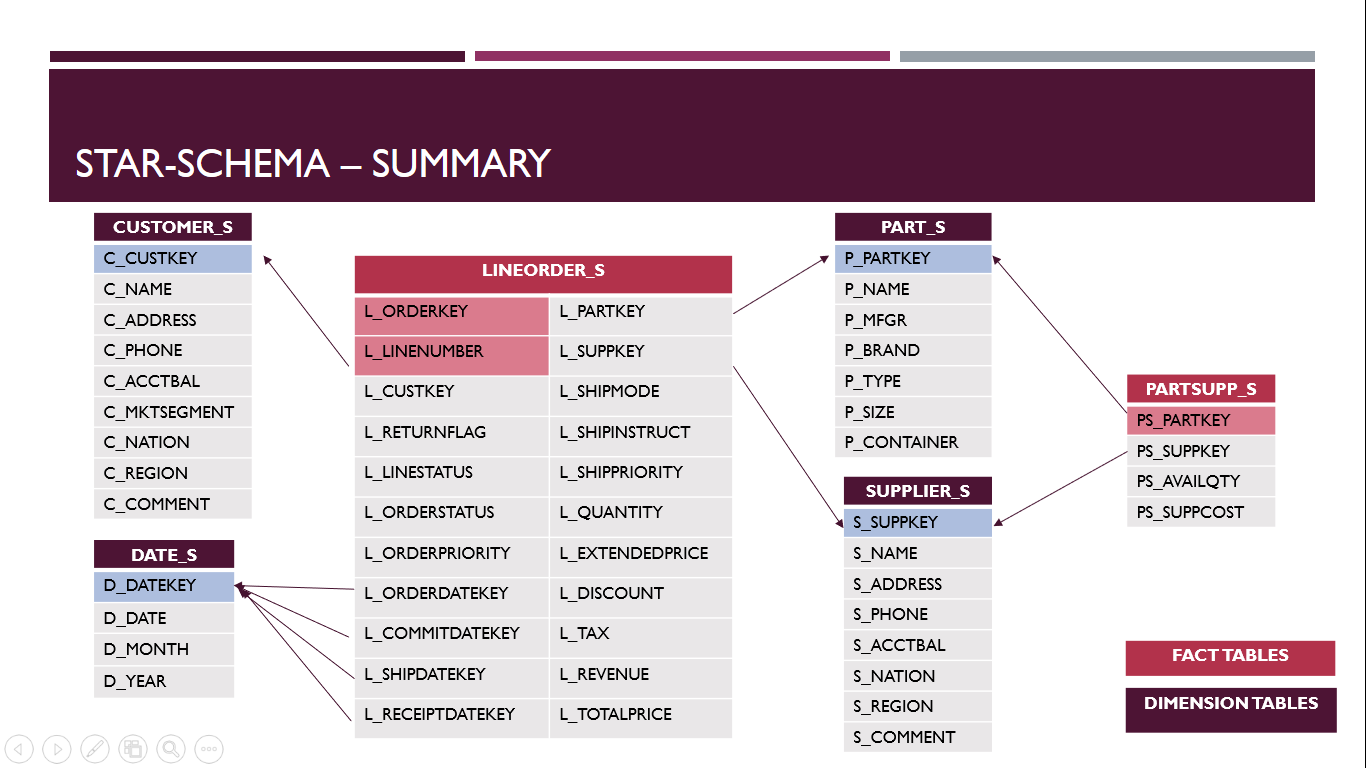 STAR-SCHEMA – SUMMARY
CUSTOMER_S
C_CUSTKEY
C_NAME
C_ADDRESS
C_PHONE
C_ACCTBAL
C_MKTSEGMENT
C_NATION
C_REGION
C_COMMENT
DATE_S
D_DATEKEY
D_DATE
D_MONTH
D_YEAR
LINEORDER_S
L_ORDERKEY L_PARTKEY
L_LINENUMBER L_SUPPKEY
L_CUSTKEY L_SHIPMODE
L_RETURNFLAG L_SHIPINSTRUCT
L_LINESTATUS L_SHIPPRIORITY
L_ORDERSTATUS L_QUANTITY
L_ORDERPRIORITY L_EXTENDEDPRICE
L_ORDERDATEKEY L_DISCOUNT
L_COMMITDATEKEY L_TAX
L_SHIPDATEKEY L_REVENUE
L_RECEIPTDATEKEY L_TOTALPRICE
PART_S
P_PARTKEY
P_NAME
P_MFGR
P_BRAND
P_TYPE
P_SIZE
P_CONTAINER
SUPPLIER_S
S_SUPPKEY
S_NAME
S_ADDRESS
S_PHONE
S_ACCTBAL
S_NATION
S_REGION
S_COMMENT
PARTSUPP_S
PS_PARTKEY
PS_SUPPKEY
PS_AVAILQTY
PS_SUPPCOST
FACT TABLES
DIMENSION TABLES